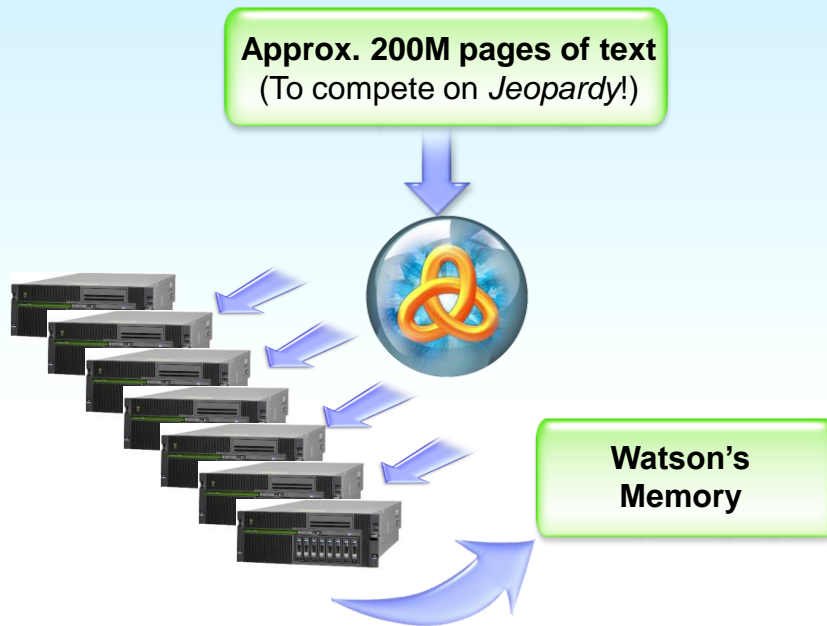 Approx. 200M pages of text
(To compete on Jeopardy!)
Watson’s
Memory